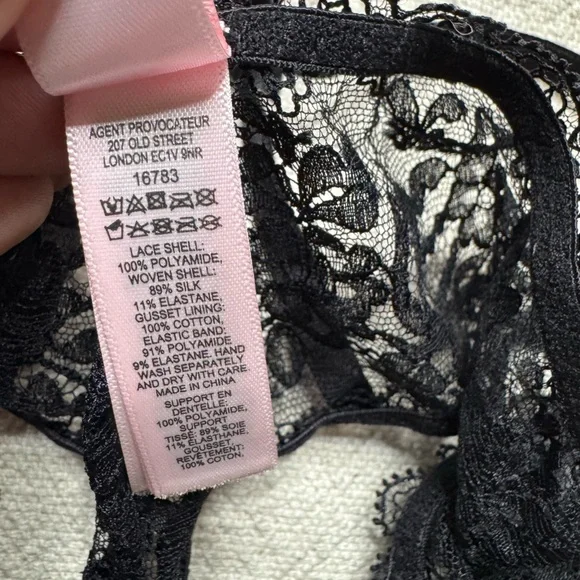 AGENT PROVOCATEUR
207 OLD STREET
LONDON EC1V 9NR
16783
LACE SHELL:
100% POLYAMIDE,
WOVEN SHELL:
89% SILK
11% ELASTANE,
GUSSET LINING:
100% COTTON,
ELASTIC BAND:
91% POLYAMIDE
9% ELASTANE. HAND
WASH SEPARATELY
AND DRY WITH CARE.
MADE IN CHINA
SUPPORT EN
DENTELLE:
100% POLYAMIDE,
SUPPORT
TISSÉ: 89% SOIE
11% ELASTHANE,
GOUSSET,
REVÊTEMENT:
100% COTON,